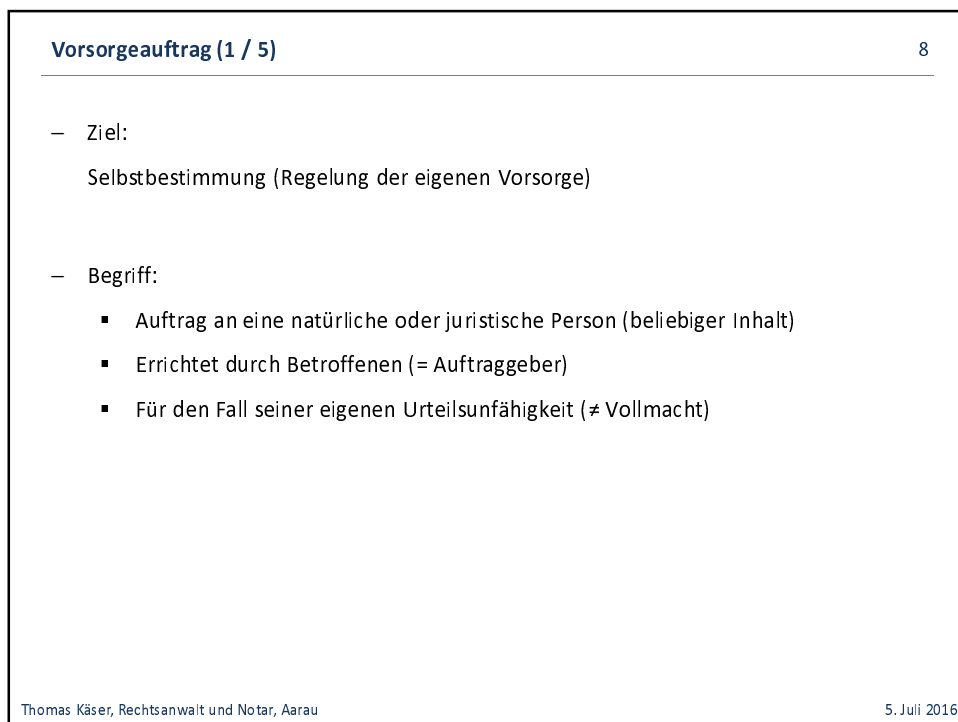 Vorsorgeauftrag (1 / 5) 8
– Ziel:
Selbstbestimmung (Regelung der eigenen Vorsorge)
– Begriff:
▪ Auftrag an eine natürliche oder juristische Person (beliebiger Inhalt)
▪ Errichtet durch Betroffenen (= Auftraggeber)
▪ Für den Fall seiner eigenen Urteilsunfähigkeit (≠ Vollmacht)
Thomas Käser, Rechtsanwalt und Notar, Aarau 5. Juli 2016